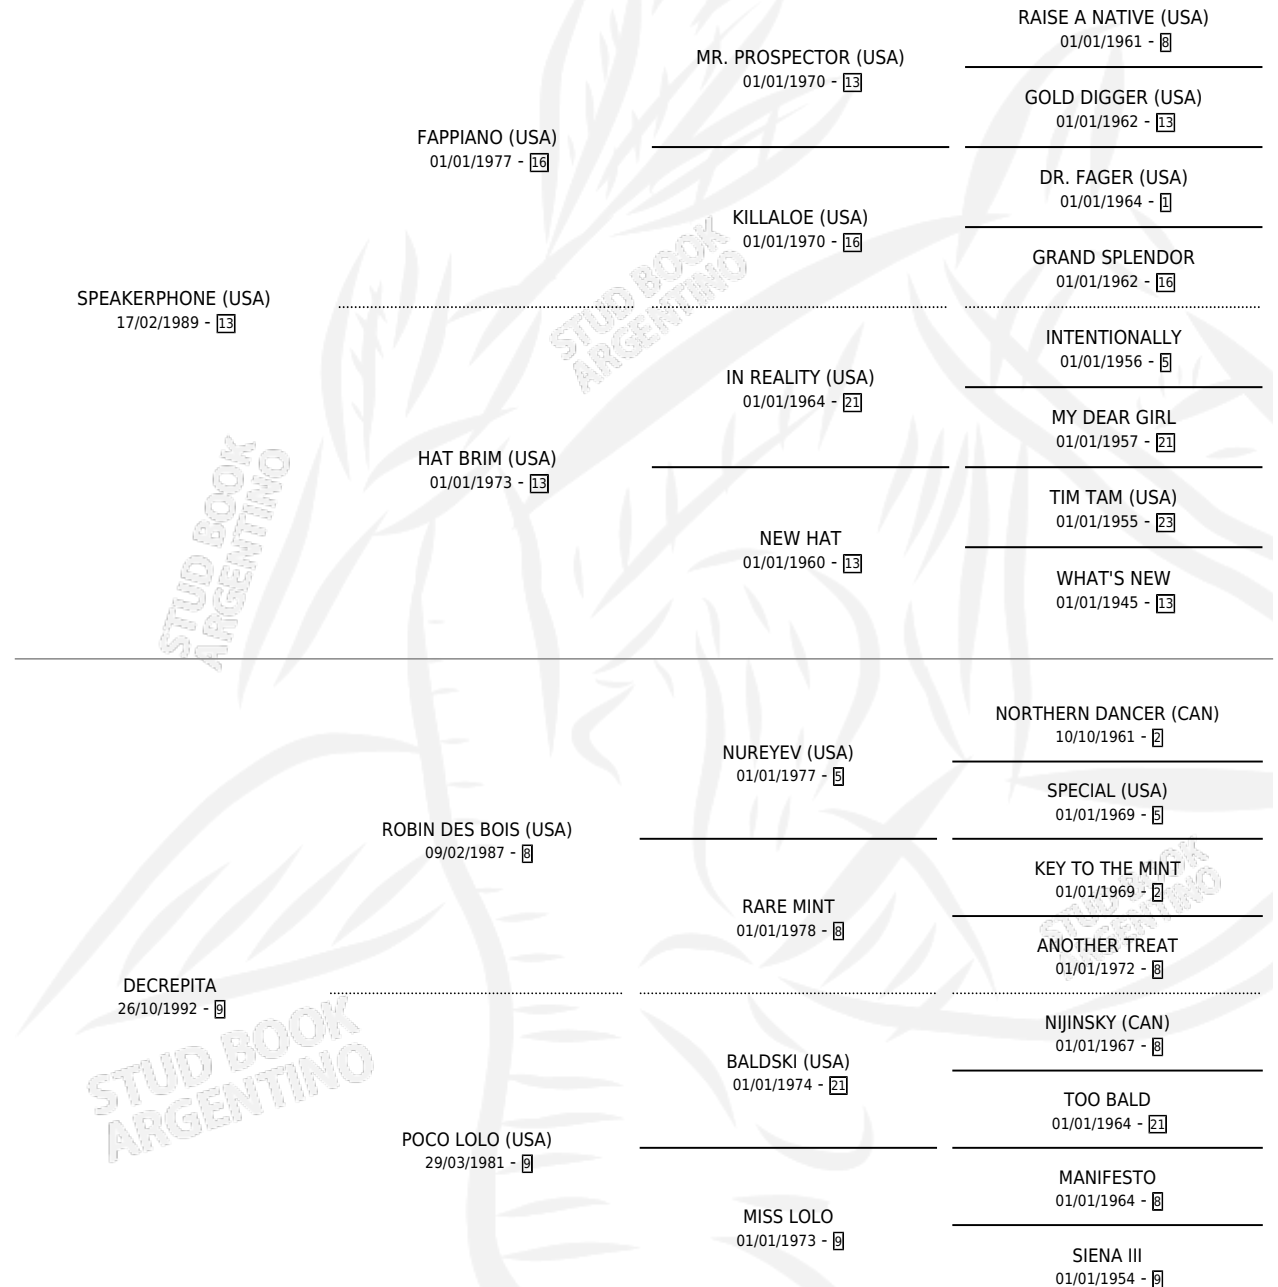 RAISE A NATIVE (USA)
01/01/1961 - 8
MR. PROSPECTOR (USA)
01/01/1970 - 13
GOLD DIGGER (USA)
01/01/1962 - 13
FAPPIANO (USA)
01/01/1977 - 16
DR. FAGER (USA)
01/01/1964 - 1
KILLALOE (USA)
01/01/1970 - 16
GRAND SPLENDOR
01/01/1962 - 16
SPEAKERPHONE (USA)
17/02/1989 - 13
STUD BOOK
ARGENTINO
INTENTIONALLY
01/01/1956 - 5
IN REALITY (USA)
01/01/1964 - 21
MY DEAR GIRL
01/01/1957 - 21
HAT BRIM (USA)
01/01/1973 - 13
TIM TAM (USA)
01/01/1955 - 23
NEW HAT
01/01/1960 - 13
WHAT'S NEW
01/01/1945 - 13
STUD BOOK
ARGENTINO
NORTHERN DANCER (CAN)
10/10/1961 - 2
NUREYEV (USA)
01/01/1977 - 5
SPECIAL (USA)
01/01/1969 - 5
ROBIN DES BOIS (USA)
09/02/1987 - 8
KEY TO THE MINT
01/01/1969 - 2
STUD BOOK
ARGENTINO
RARE MINT
01/01/1978 - 8
ANOTHER TREAT
01/01/1972 - 8
DECREPITA
26/10/1992 - 9
STUD BOOK
ARGENTINO
NIJINSKY (CAN)
01/01/1967 - 8
BALDSKI (USA)
01/01/1974 - 21
TOO BALD
01/01/1964 - 21
POCO LOLO (USA)
29/03/1981 - 9
MANIFESTO
01/01/1964 - 8
MISS LOLO
01/01/1973 - 9
SIENA III
01/01/1954 - 9